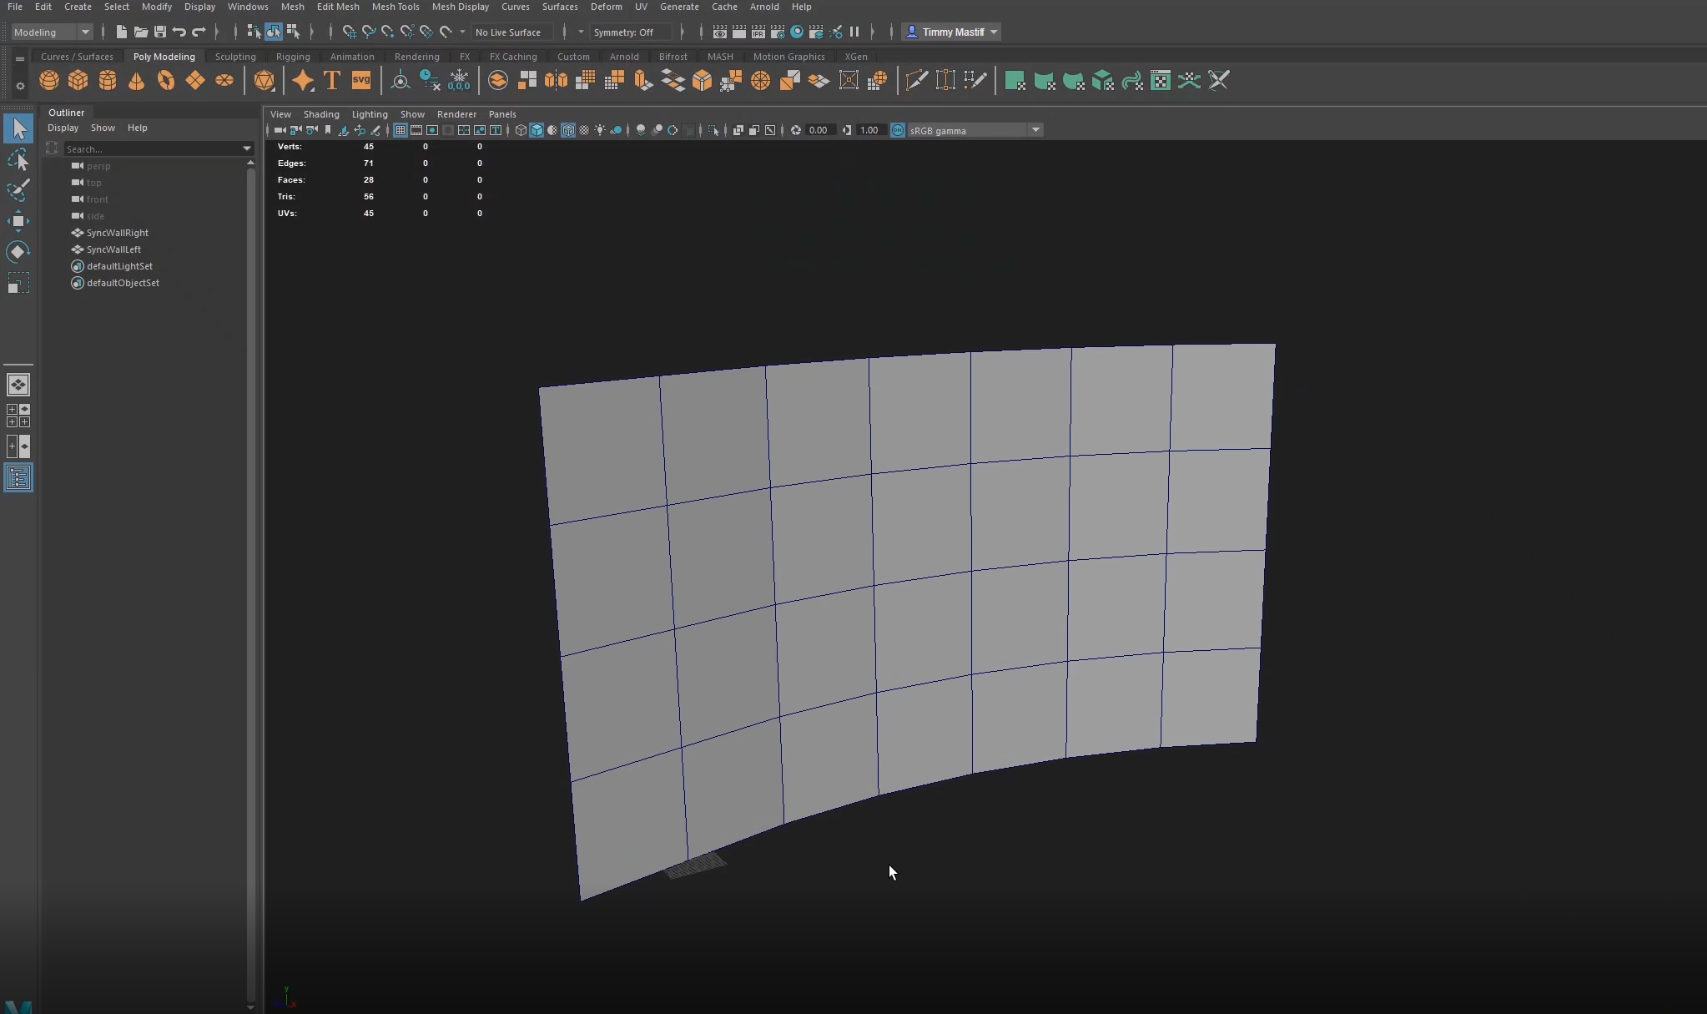 File Edit Create Select Modify Display Windows Mesh Edit Mesh Mesh Tools Mesh Display Curves Surfaces Deform UV Generate Cache Arnold Help
Modeling No Live Surface Symmetry: Off Timmy Mastiff
Curves / Surfaces Poly Modeling Sculpting Rigging Animation Rendering FX FX Caching Custom Arnold Bifrost MASH Motion Graphics XGen
Outliner
Display Show Help
Search...
persp
top
front
side
SyncWallRight
SyncWallLeft
defaultLightSet
defaultObjectSet
View Shading Lighting Show Renderer Panels
0.00 1.00 sRGB gamma
Verts: 45 0 0
Edges: 71 0 0
Faces: 28 0 0
Tris: 56 0 0
UVs: 45 0 0
y